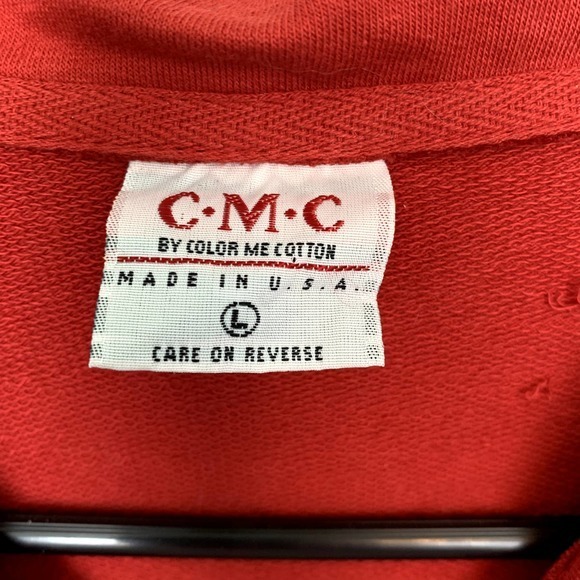 C·M·C
BY COLOR ME COTTON
MADE IN U.S.A.
L
CARE ON REVERSE